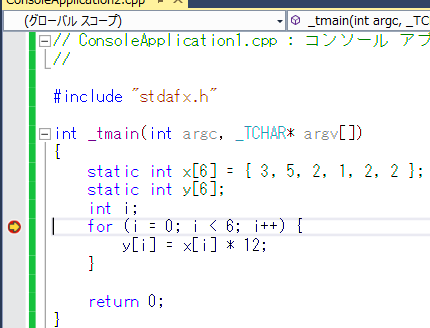 ConsoleApplication2.cpp
(グローバル スコープ) _tmain(int argc, _TC
// ConsoleApplication1.cpp : コンソール アプ
//
#include "stdafx.h"
int _tmain(int argc, _TCHAR* argv[])
{
static int x[6] = { 3, 5, 2, 1, 2, 2 };
static int y[6];
int i;
for (i = 0; i < 6; i++) {
y[i] = x[i] * 12;
}
return 0;
}